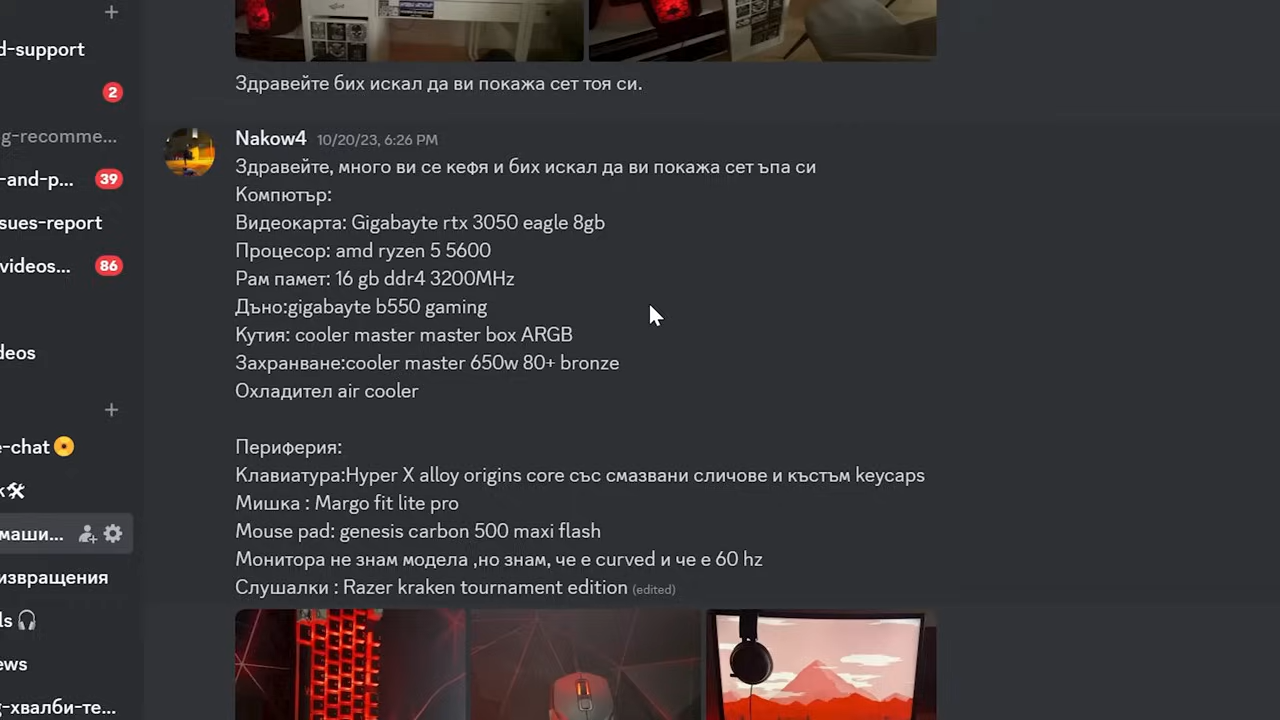 d-support
2
g-recomme...
-and-p... 39
sues-report
videos... 86
deos
e-chat
k🛠
маши...
извращения
ls 🎧
ews
g-хвалби-те...
Здравейте бих искал да ви покажа сет тоя си.
Nakow4 10/20/23, 6:26 PM
Здравейте, много ви се кефя и бих искал да ви покажа сет ъпа си
Компютър:
Видеокарта: Gigabyte rtx 3050 eagle 8gb
Процесор: amd ryzen 5 5600
Рам памет: 16 gb ddr4 3200MHz
Дъно:gigabyte b550 gaming
Кутия: cooler master master box ARGB
Захранване:cooler master 650w 80+ bronze
Охладител air cooler
Периферия:
Клавиатура:Hyper X alloy origins core със смазвани сличове и къстъм keycaps
Мишка : Margo fit lite pro
Mouse pad: genesis carbon 500 maxi flash
Монитора не знам модела ,но знам, че е curved и че е 60 hz
Слушалки : Razer kraken tournament edition (edited)